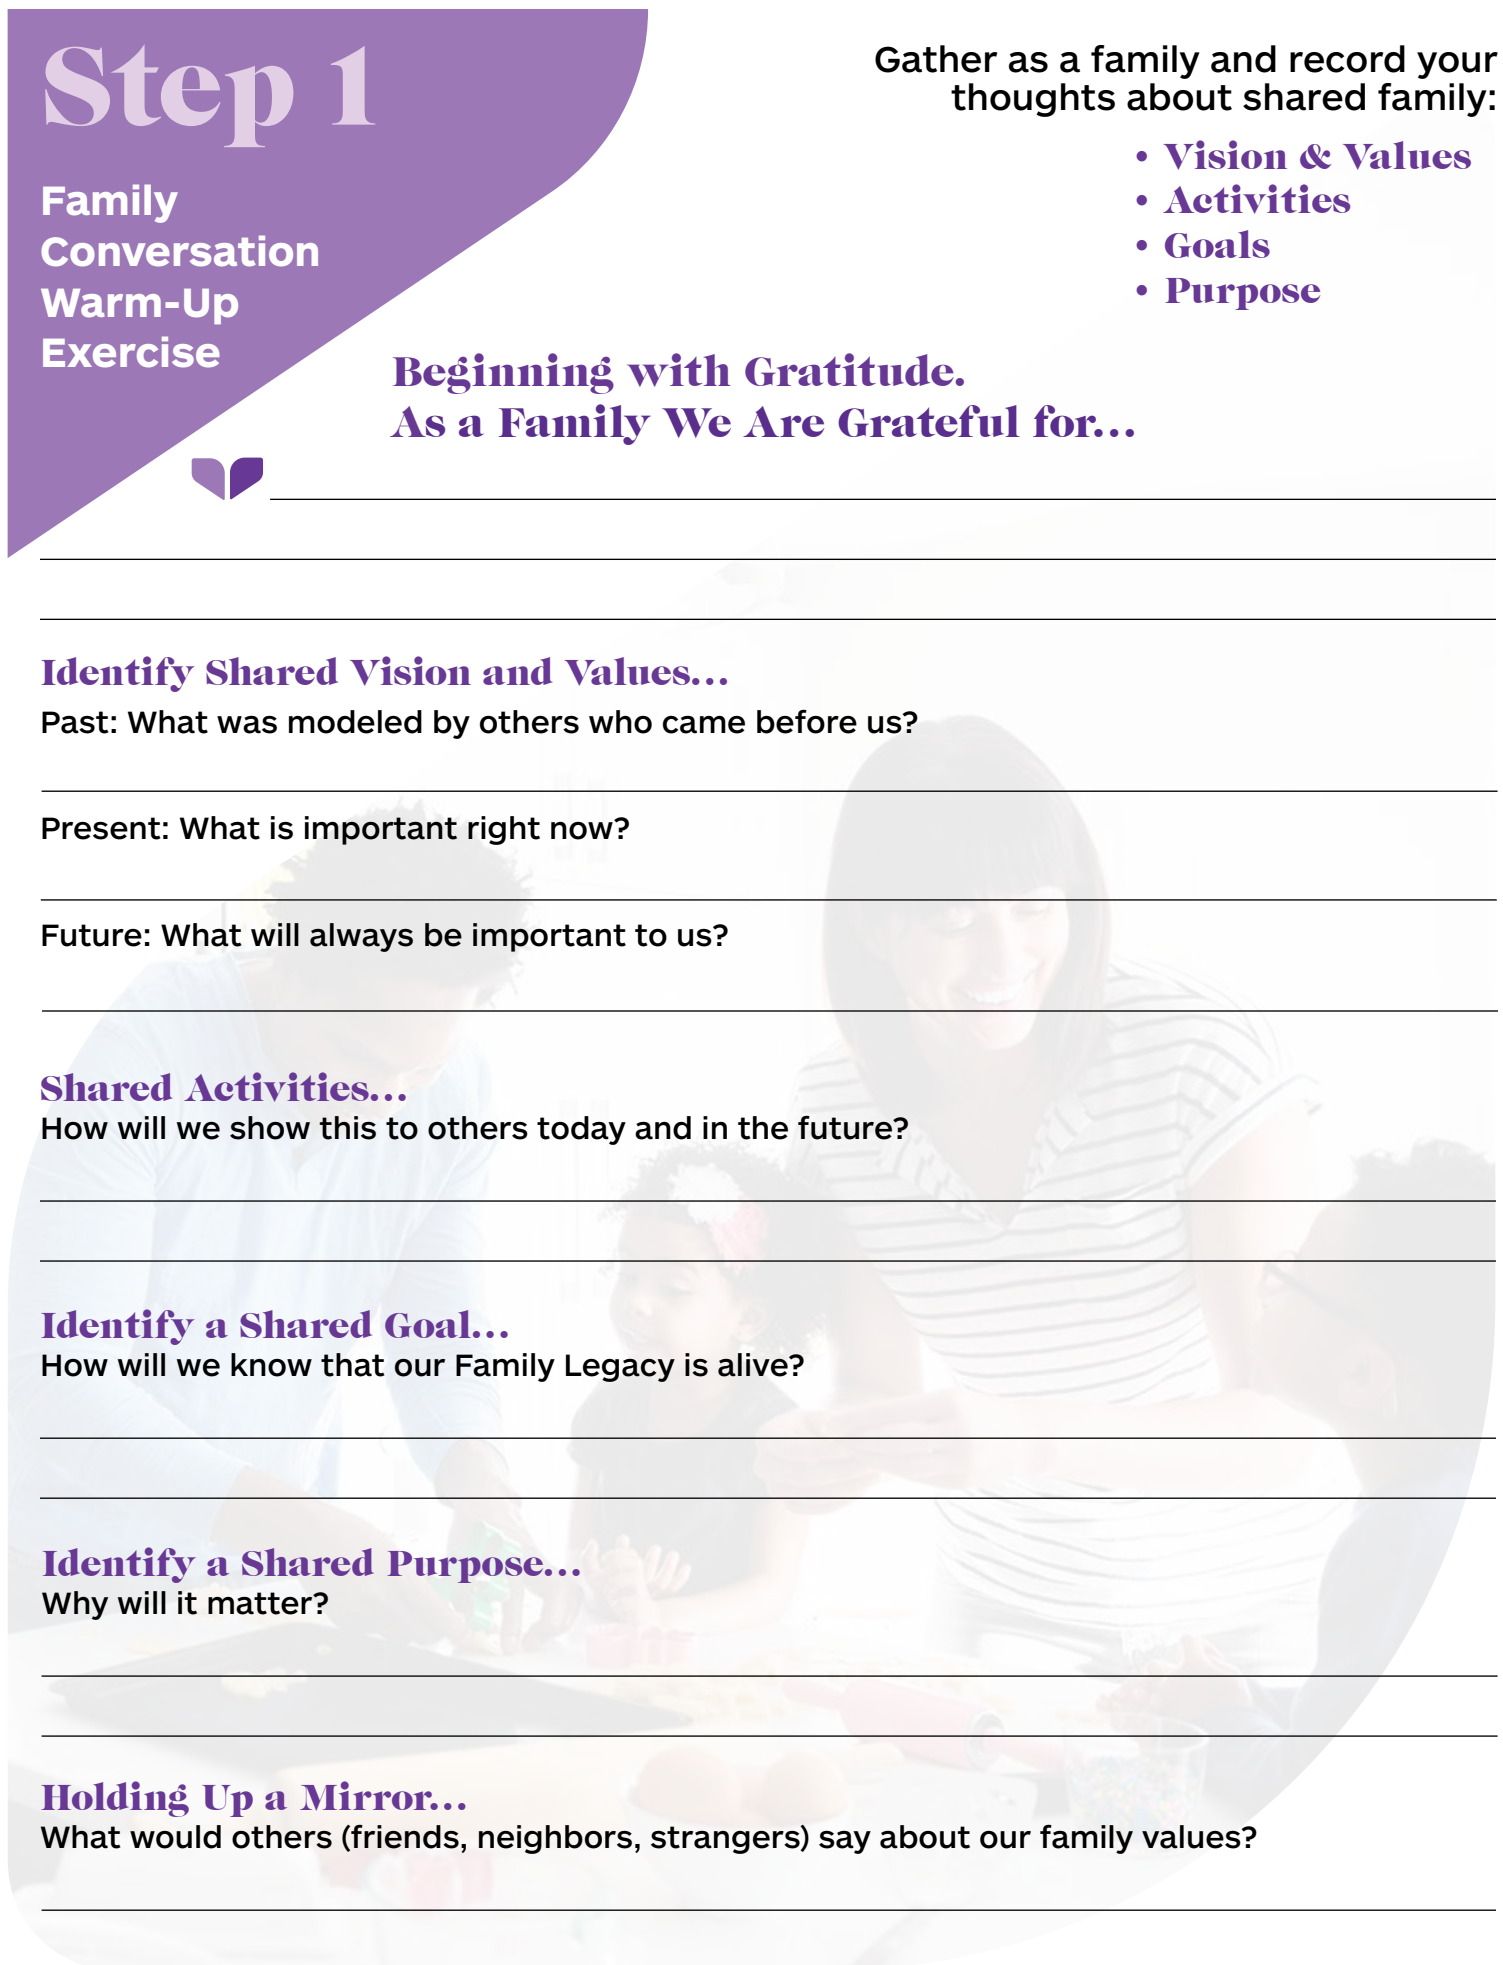 Step 1
Family
Conversation
Warm-Up
Exercise
Gather as a family and record your
thoughts about shared family:
• Vision & Values
• Activities
• Goals
• Purpose
Beginning with Gratitude.
As a Family We Are Grateful for...
Identify Shared Vision and Values...
Past: What was modeled by others who came before us?
Present: What is important right now?
Future: What will always be important to us?
Shared Activities...
How will we show this to others today and in the future?
Identify a Shared Goal...
How will we know that our Family Legacy is alive?
Identify a Shared Purpose...
Why will it matter?
Holding Up a Mirror...
What would others (friends, neighbors, strangers) say about our family values?